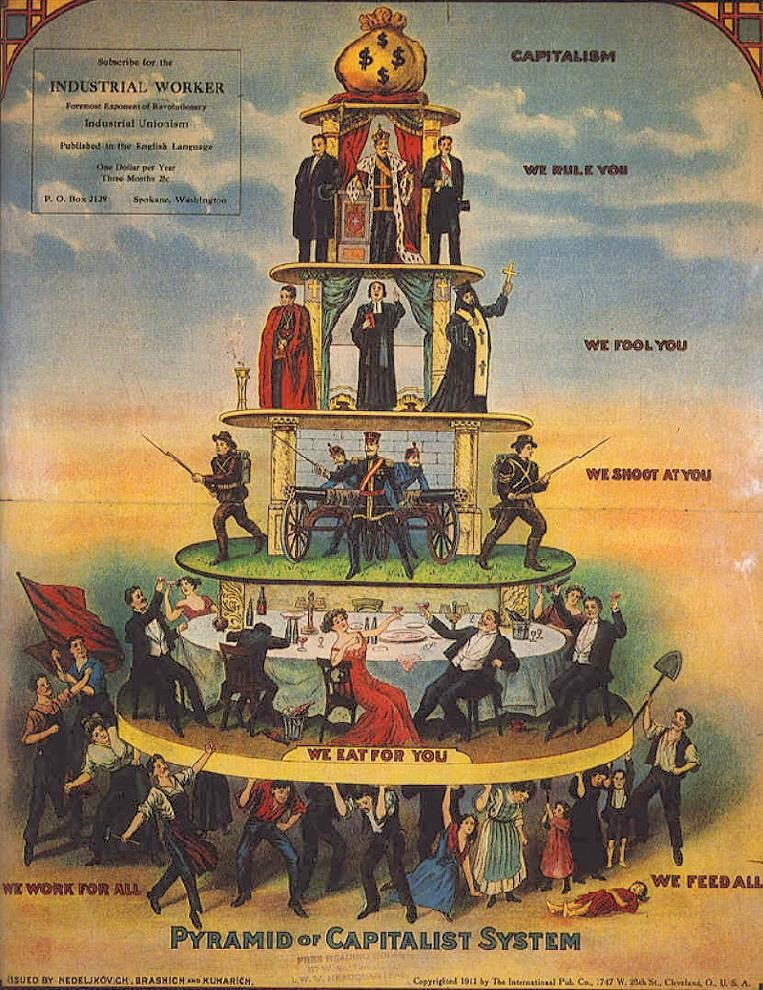 Subscribe for the
INDUSTRIAL WORKER
Foremost Exponent of Revolutionary
Industrial Unionism
Published in the English Language
One Dollar per Year
Three Months 25c
P. O. Box 2129 Spokane, Washington
CAPITALISM
WE RULE YOU
WE FOOL YOU
WE SHOOT AT YOU
WE EAT FOR YOU
WE WORK FOR ALL
WE FEED ALL
PYRAMID OF CAPITALIST SYSTEM
ISSUED BY NEDELJKOVICH, BRASHICH AND KUHARICH.
Copyrighted 1911 by The International Pub. Co., 1747 W. 25th St., Cleveland, O., U. S. A.